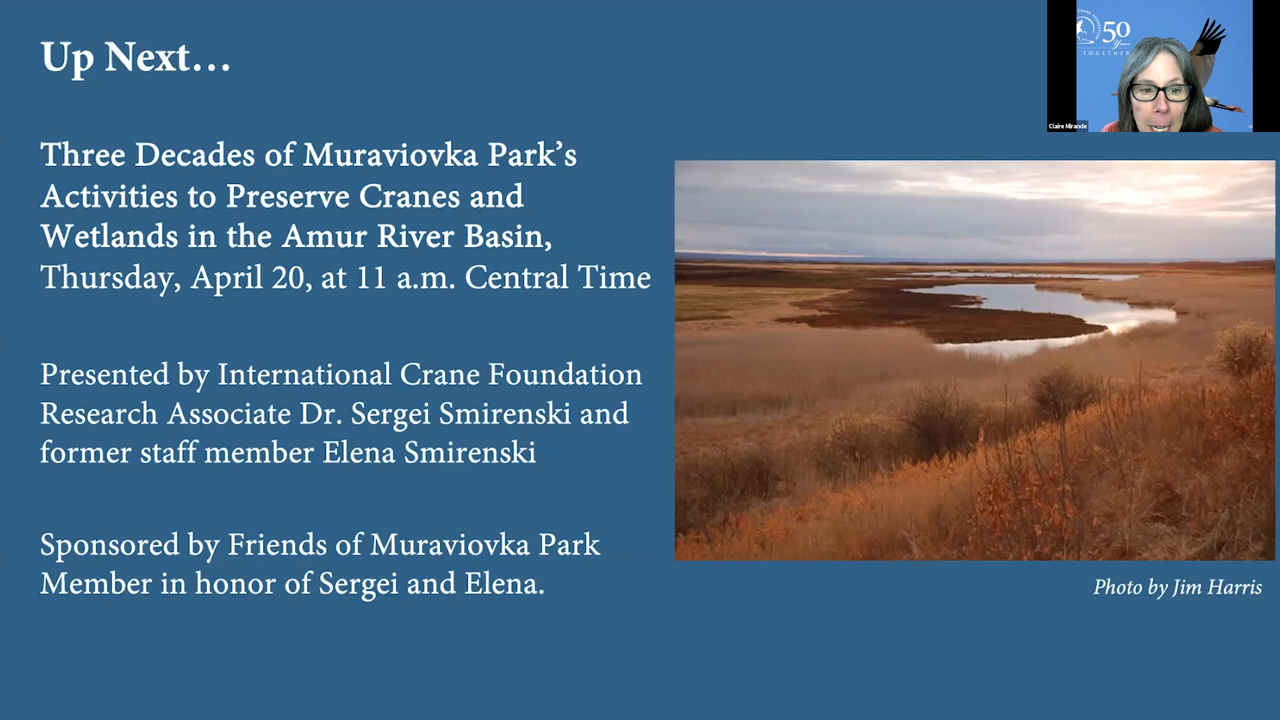 Up Next...
Three Decades of Muraviovka Park's
Activities to Preserve Cranes and
Wetlands in the Amur River Basin,
Thursday, April 20, at 11 a.m. Central Time
Presented by International Crane Foundation
Research Associate Dr. Sergei Smirenski and
former staff member Elena Smirenski
Sponsored by Friends of Muraviovka Park
Member in honor of Sergei and Elena.
50
Years
TOGETHER
Claire Mirande
Photo by Jim Harris